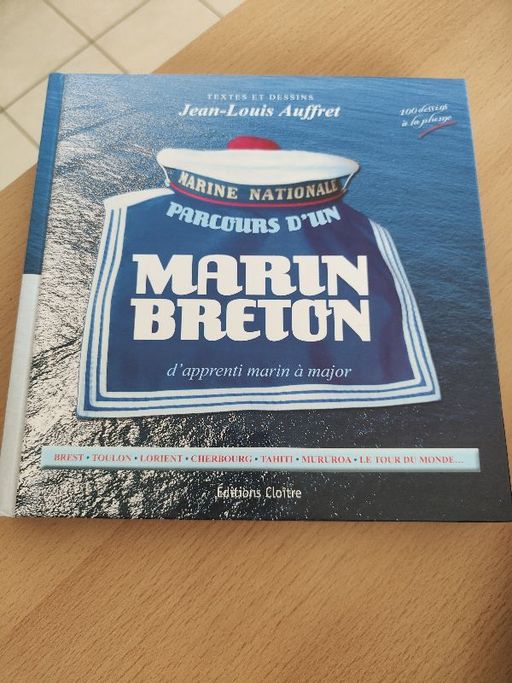 TEXTES ET DESSINS
Jean-Louis Auffret
100 dessins
à la plume
MARINE NATIONALE
PARCOURS D'UN
MARIN
BRETON
d'apprenti marin à major
BREST • TOULON • LORIENT • CHERBOURG • TAHITI • MURUROA • LE TOUR DU MONDE...
Éditions Cloître